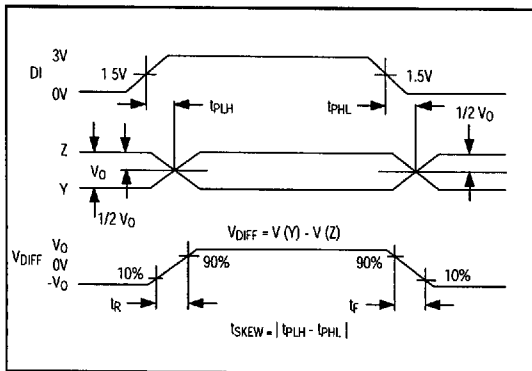 3V
DI
1.5V
1.5V
0V
tPLH
tPHL
1/2 VO
Z
VO
Y
1/2 VO
VDIFF = V (Y) - V (Z)
VDIFF
VO
0V
-VO
10%
90%
90%
10%
tR
tF
tSKEW = | tPLH - tPHL |